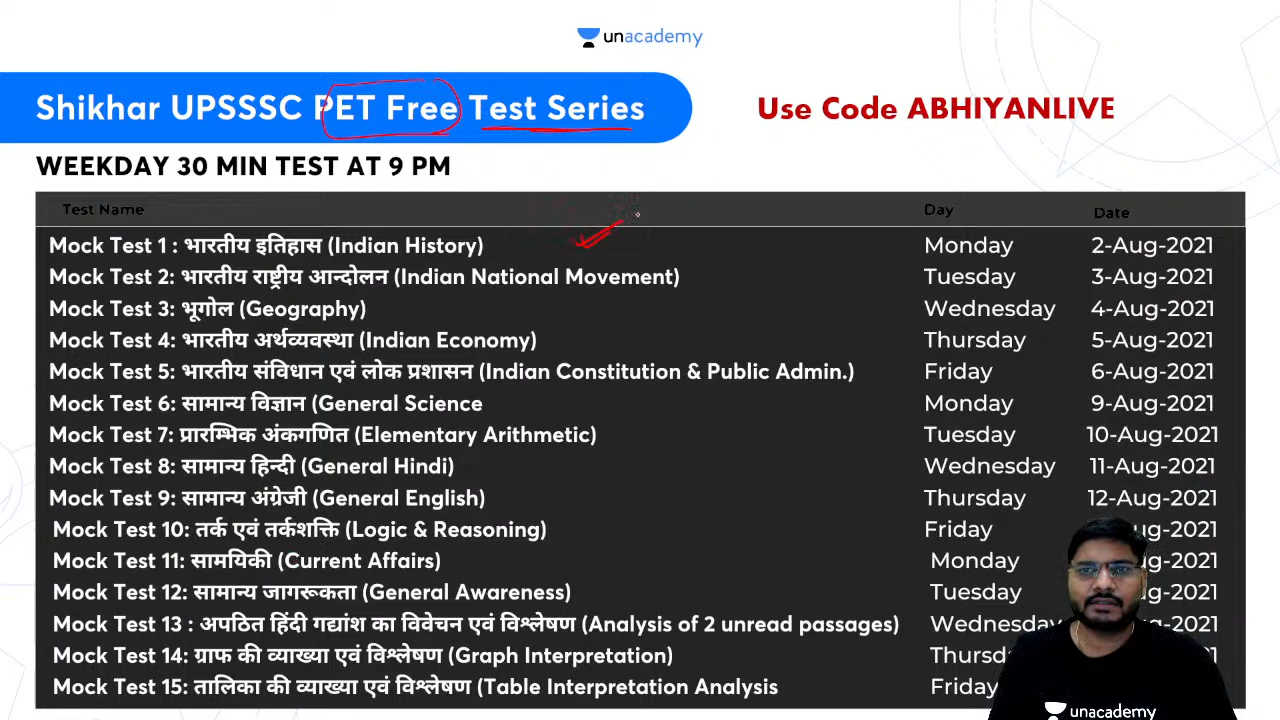 unacademy
Shikhar UPSSSC PET Free Test Series
Use Code ABHIYANLIVE
WEEKDAY 30 MIN TEST AT 9 PM
Test Name Day Date
Mock Test 1 : भारतीय इतिहास (Indian History) Monday 2-Aug-2021
Mock Test 2: भारतीय राष्ट्रीय आन्दोलन (Indian National Movement) Tuesday 3-Aug-2021
Mock Test 3: भूगोल (Geography) Wednesday 4-Aug-2021
Mock Test 4: भारतीय अर्थव्यवस्था (Indian Economy) Thursday 5-Aug-2021
Mock Test 5: भारतीय संविधान एवं लोक प्रशासन (Indian Constitution & Public Admin.) Friday 6-Aug-2021
Mock Test 6: सामान्य विज्ञान (General Science Monday 9-Aug-2021
Mock Test 7: प्रारम्भिक अंकगणित (Elementary Arithmetic) Tuesday 10-Aug-2021
Mock Test 8: सामान्य हिन्दी (General Hindi) Wednesday 11-Aug-2021
Mock Test 9: सामान्य अंग्रेजी (General English) Thursday 12-Aug-2021
Mock Test 10: तर्क एवं तर्कशक्ति (Logic & Reasoning) Friday
Mock Test 11: सामयिकी (Current Affairs) Monday
Mock Test 12: सामान्य जागरूकता (General Awareness) Tuesday
Mock Test 13 : अपठित हिंदी गद्यांश का विवेचन एवं विश्लेषण (Analysis of 2 unread passages) Wednesday
Mock Test 14: ग्राफ की व्याख्या एवं विश्लेषण (Graph Interpretation)
Mock Test 15: तालिका की व्याख्या एवं विश्लेषण (Table Interpretation Analysis Friday
unacademy